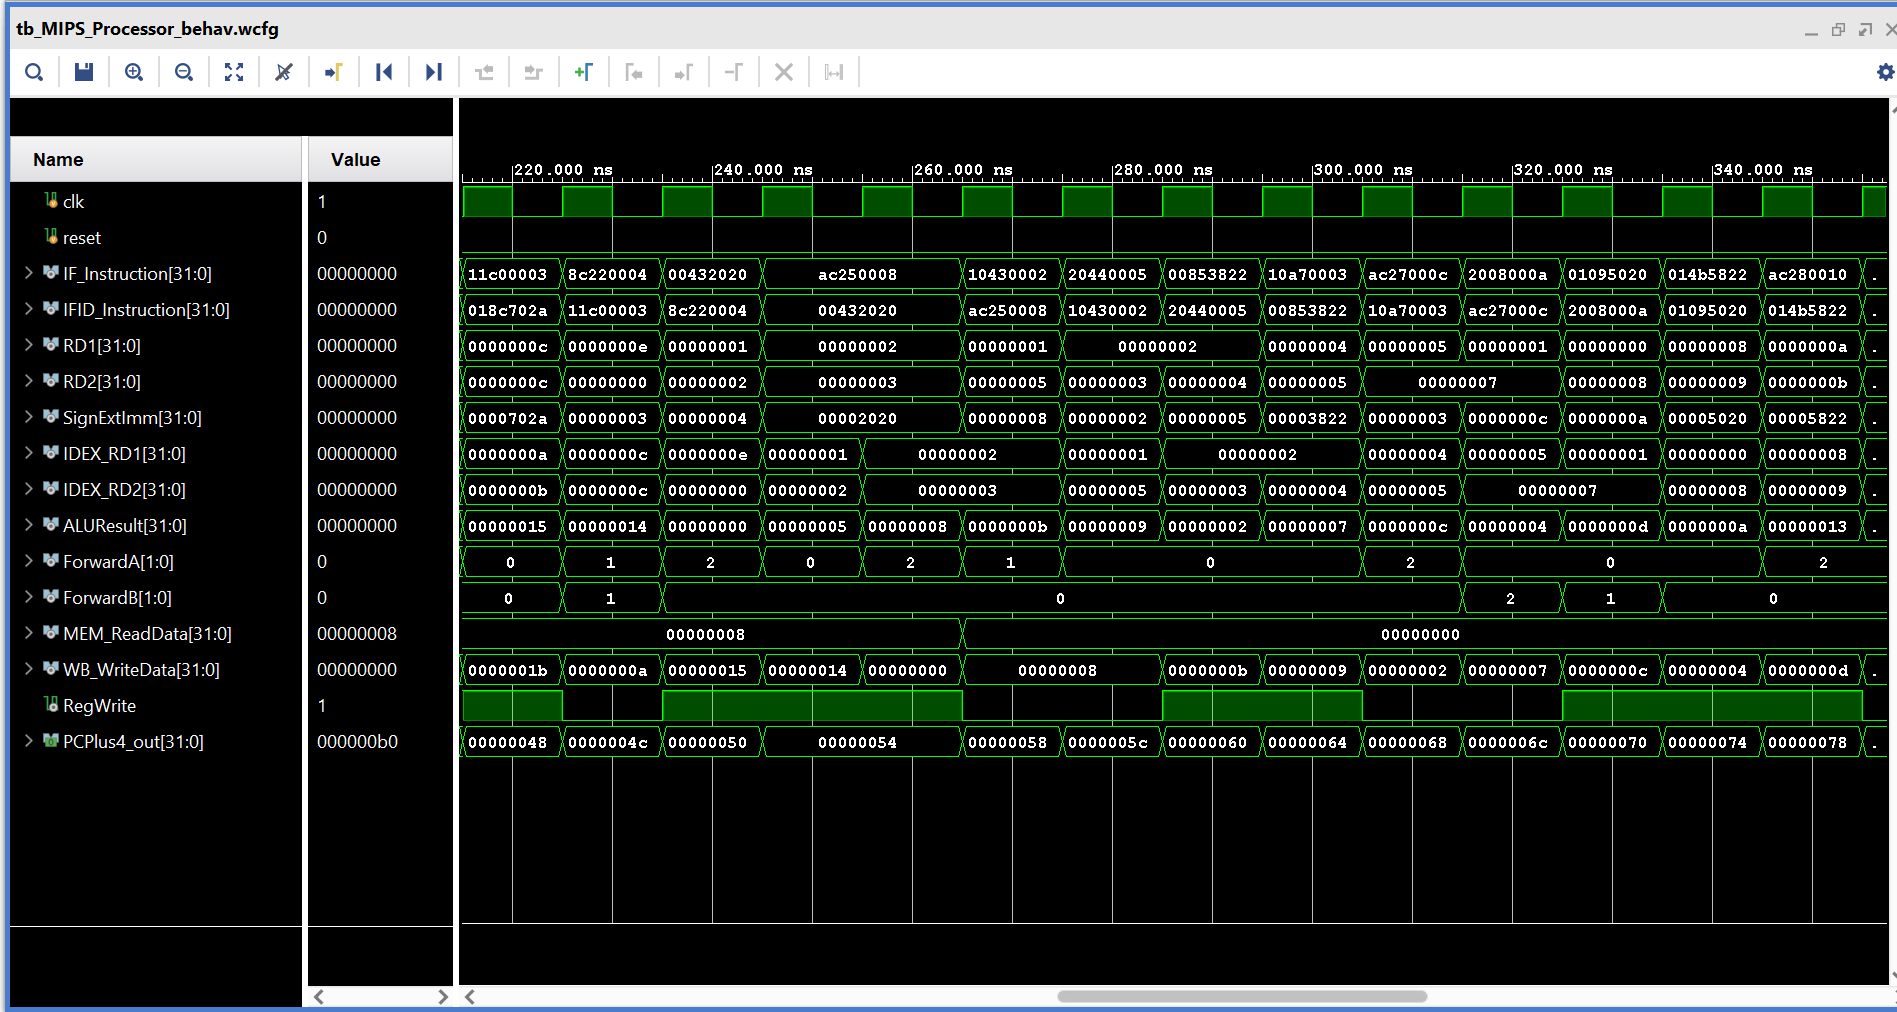 tb_MIPS_Processor_behav.wcfg
Name Value
220.000 ns 240.000 ns 260.000 ns 280.000 ns 300.000 ns 320.000 ns 340.000 ns
clk 1
reset 0
IF_Instruction[31:0] 00000000 11c00003 8c220004 00432020 ac250008 10430002 20440005 00853822 10a70003 ac27000c 2008000a 01095020 014b5822 ac280010 .
IFID_Instruction[31:0] 00000000 018c702a 11c00003 8c220004 00432020 ac250008 10430002 20440005 00853822 10a70003 ac27000c 2008000a 01095020 014b5822 .
RD1[31:0] 00000000 0000000c 0000000e 00000001 00000002 00000001 00000002 00000004 00000005 00000001 00000000 00000008 0000000a .
RD2[31:0] 00000000 0000000c 00000000 00000002 00000003 00000005 00000003 00000004 00000005 00000007 00000008 00000009 0000000b .
SignExtImm[31:0] 00000000 0000702a 00000003 00000004 00002020 00000008 00000002 00000005 00003822 00000003 0000000c 0000000a 00005020 00005822 .
IDEX_RD1[31:0] 00000000 0000000a 0000000c 0000000e 00000001 00000002 00000001 00000002 00000004 00000005 00000001 00000000 00000008 .
IDEX_RD2[31:0] 00000000 0000000b 0000000c 00000000 00000002 00000003 00000005 00000003 00000004 00000005 00000007 00000008 00000009 .
ALUResult[31:0] 00000000 00000015 00000014 00000000 00000005 00000008 0000000b 00000009 00000002 00000007 0000000c 00000004 0000000d 0000000a 00000013 .
ForwardA[1:0] 0 0 1 2 0 2 1 0 2 0 2
ForwardB[1:0] 0 0 1 0 2 1 0
MEM_ReadData[31:0] 00000008 00000008 00000000
WB_WriteData[31:0] 00000000 0000001b 0000000a 00000015 00000014 00000000 00000008 0000000b 00000009 00000002 00000007 0000000c 00000004 0000000d .
RegWrite 1
PCPlus4_out[31:0] 000000b0 00000048 0000004c 00000050 00000054 00000058 0000005c 00000060 00000064 00000068 0000006c 00000070 00000074 00000078 .